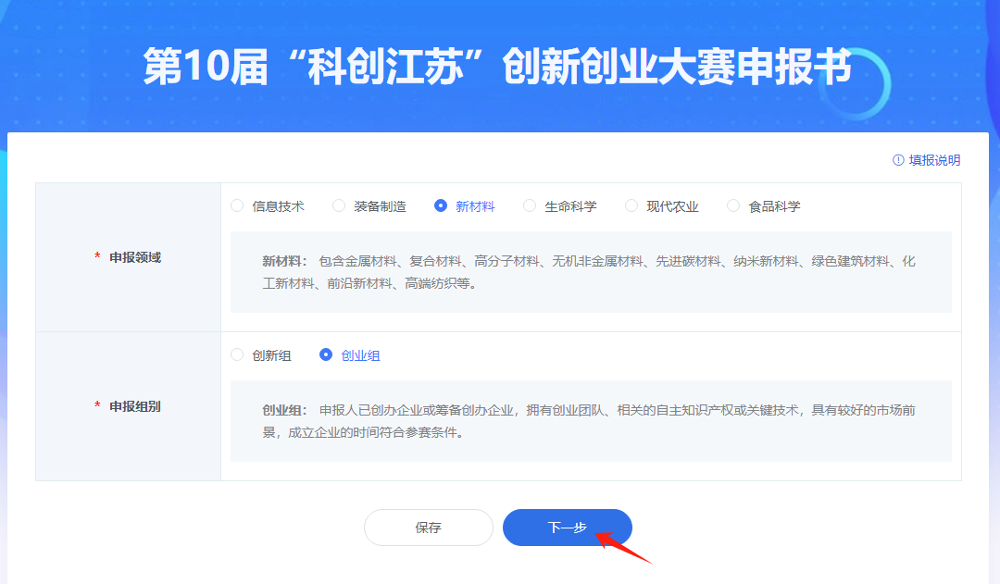 第10届“科创江苏”创新创业大赛申报书
填报说明
* 申报领域
信息技术 装备制造 新材料 生命科学 现代农业 食品科学
新材料： 包含金属材料、复合材料、高分子材料、无机非金属材料、先进碳材料、纳米新材料、绿色建筑材料、化
工新材料、前沿新材料、高端纺织等。
* 申报组别
创新组 创业组
创业组： 申报人已创办企业或筹备创办企业，拥有创业团队、相关的自主知识产权或关键技术，具有较好的市场前
景，成立企业的时间符合参赛条件。
保存 下一步